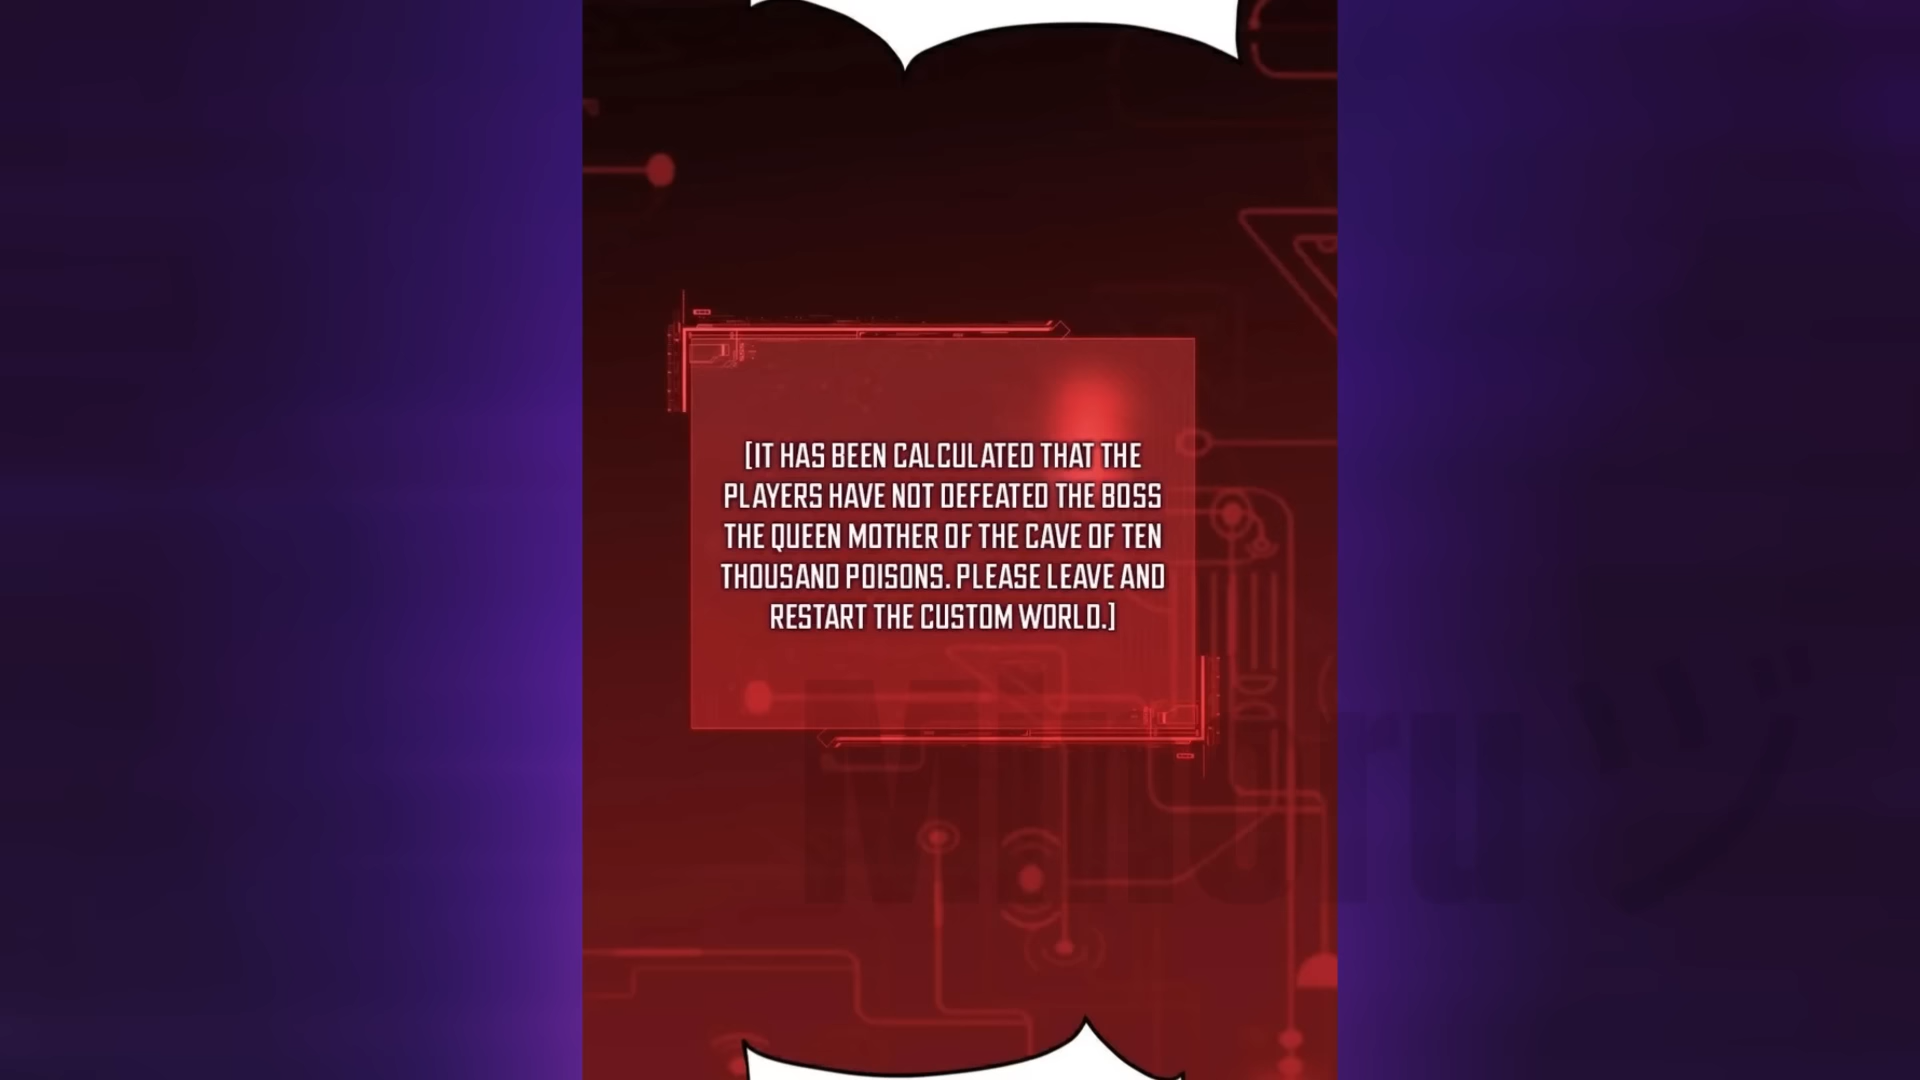 [IT HAS BEEN CALCULATED THAT THE
PLAYERS HAVE NOT DEFEATED THE BOSS
THE QUEEN MOTHER OF THE CAVE OF TEN
THOUSAND POISONS. PLEASE LEAVE AND
RESTART THE CUSTOM WORLD.]